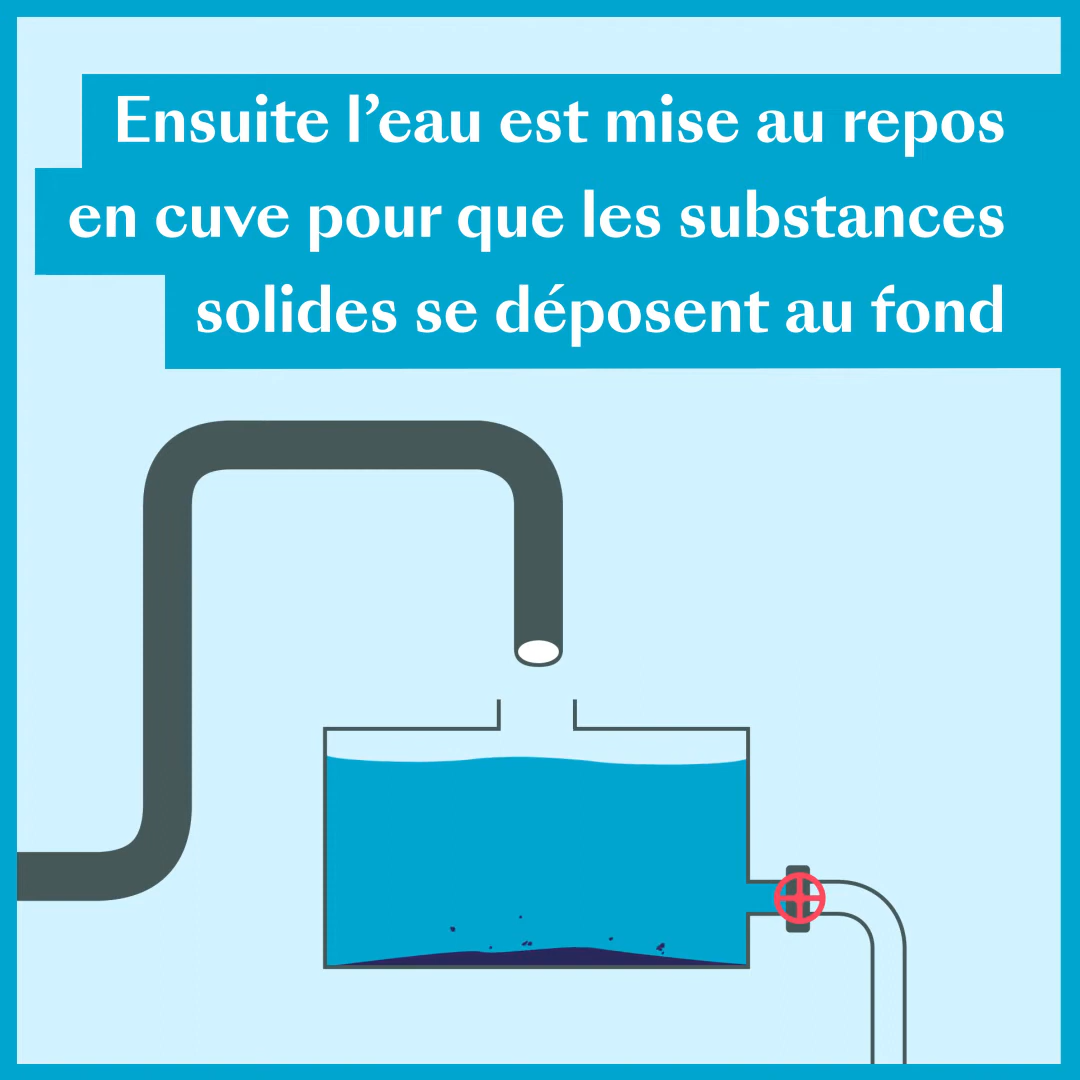 Ensuite l’eau est mise au repos
en cuve pour que les substances
solides se déposent au fond